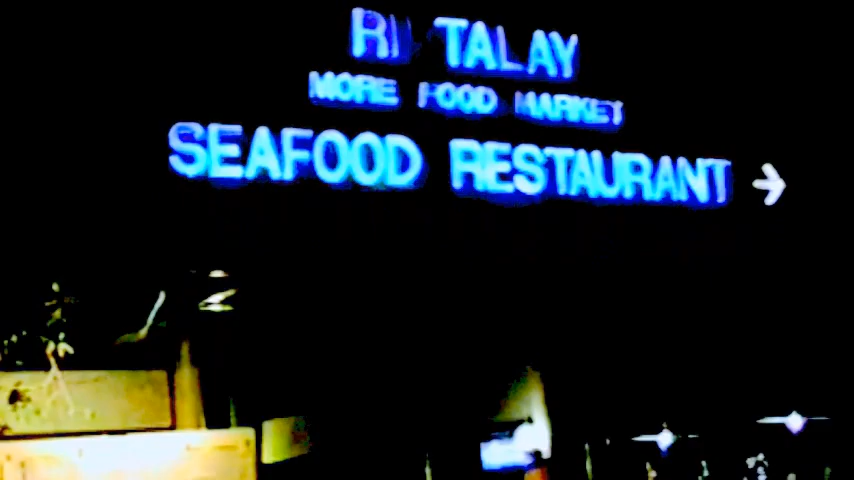 TALAY
MORE FOOD MARKET
SEAFOOD RESTAURANT →